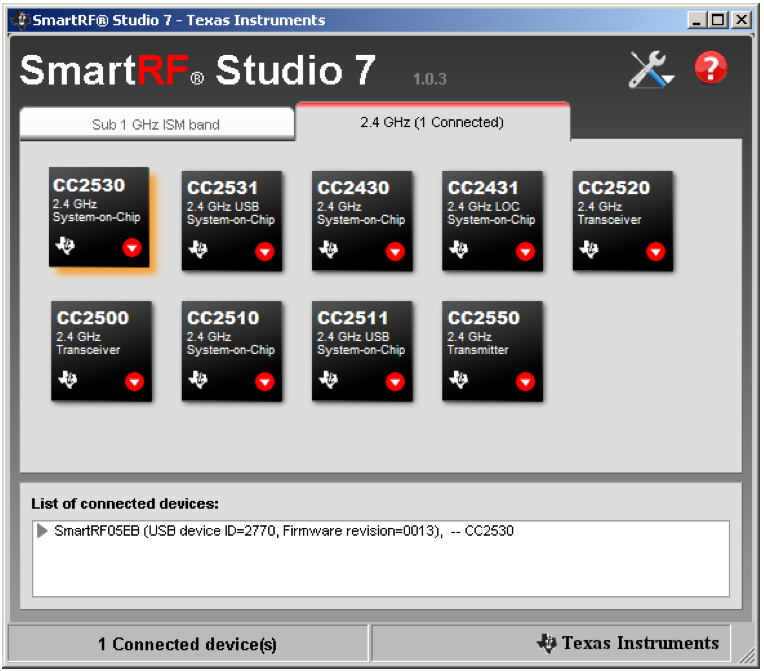 SmartRF® Studio 7 - Texas Instruments
SmartRF® Studio 7 1.0.3
Sub 1 GHz ISM band
2.4 GHz (1 Connected)
CC2530
2.4 GHz
System-on-Chip
CC2531
2.4 GHz USB
System-on-Chip
CC2430
2.4 GHz
System-on-Chip
CC2431
2.4 GHz LOC
System-on-Chip
CC2520
2.4 GHz
Transceiver
CC2500
2.4 GHz
Transceiver
CC2510
2.4 GHz
System-on-Chip
CC2511
2.4 GHz USB
System-on-Chip
CC2550
2.4 GHz
Transmitter
List of connected devices:
SmartRF05EB (USB device ID=2770, Firmware revision=0013), -- CC2530
1 Connected device(s)
Texas Instruments